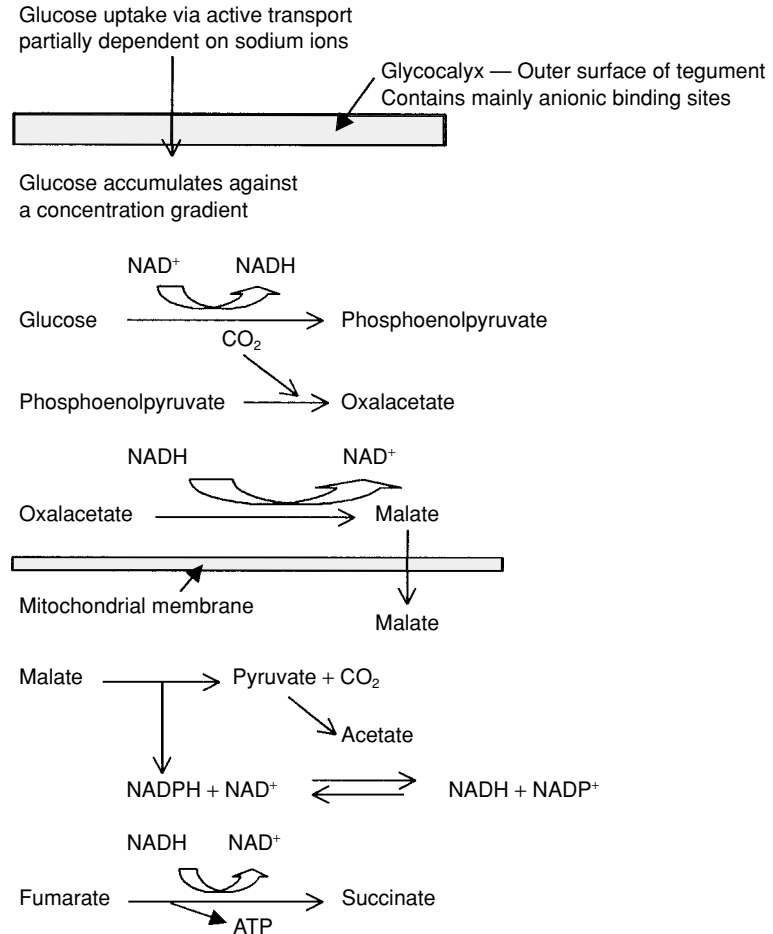 Glucose uptake via active transport
partially dependent on sodium ions
Glycocalyx — Outer surface of tegument
Contains mainly anionic binding sites
Glucose accumulates against
a concentration gradient
NAD⁺ NADH
Glucose Phosphoenolpyruvate
CO₂
Phosphoenolpyruvate Oxalacetate
NADH NAD⁺
Oxalacetate Malate
Mitochondrial membrane
Malate
Malate Pyruvate + CO₂
Acetate
NADPH + NAD⁺ NADH + NADP⁺
NADH NAD⁺
Fumarate Succinate
ATP